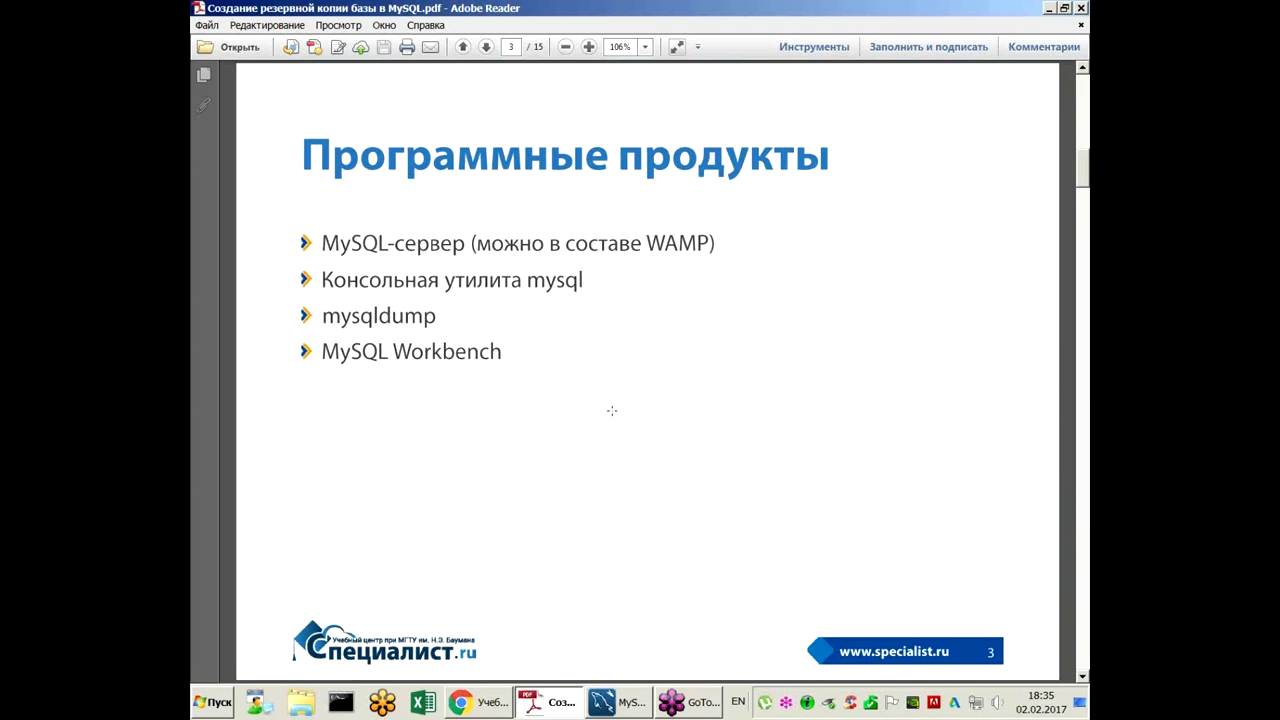 Создание резервной копии базы в MySQL.pdf - Adobe Reader
Файл Редактирование Просмотр Окно Справка
Открыть 3 / 15 106% Инструменты Заполнить и подписать Комментарии
Программные продукты
MySQL-сервер (можно в составе WAMP)
Консольная утилита mysql
mysqldump
MySQL Workbench
Учебный центр при МГТУ им. Н.Э. Баумана
Специалист.ru
www.specialist.ru 3
Пуск Учеб... Соз... MyS... GoTo... EN 18:35
02.02.2017